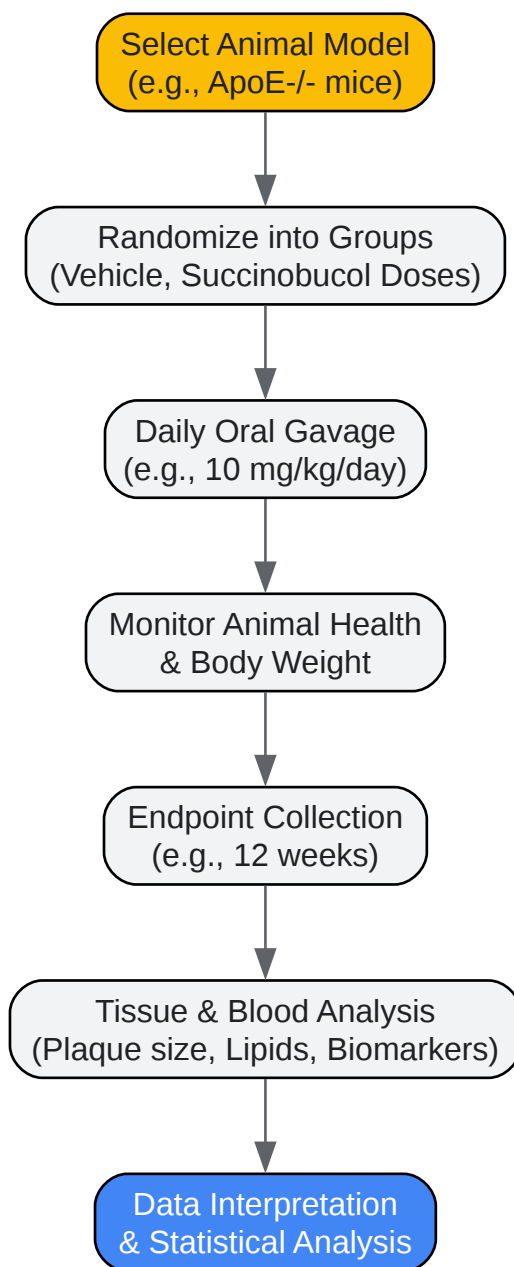 Select Animal Model
(e.g., ApoE-/- mice)
Randomize into Groups
(Vehicle, Succinobucol Doses)
Daily Oral Gavage
(e.g., 10 mg/kg/day)
Monitor Animal Health
& Body Weight
Endpoint Collection
(e.g., 12 weeks)
Tissue & Blood Analysis
(Plaque size, Lipids, Biomarkers)
Data Interpretation
& Statistical Analysis